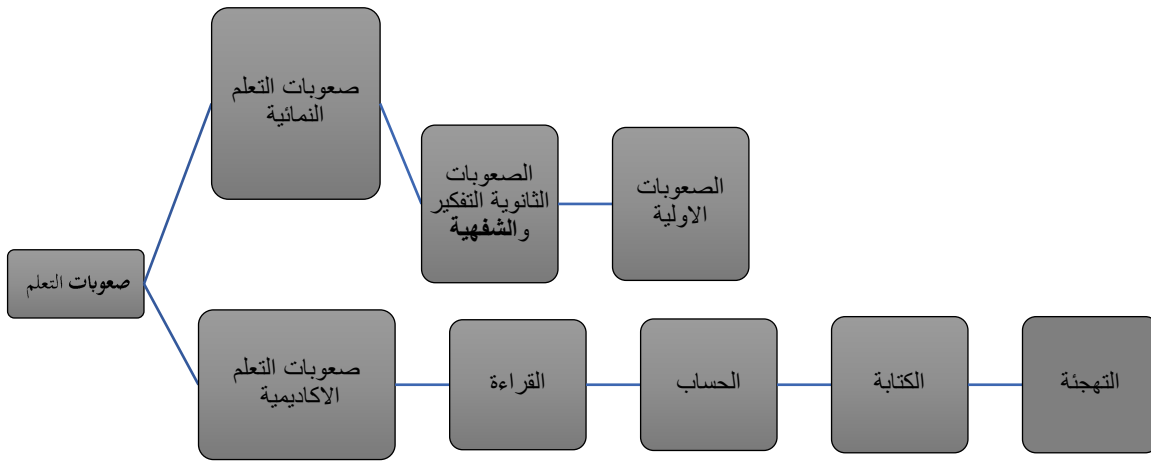 صعوبات التعلم
صعوبات التعلم
النمائية
الصعوبات
الثانوية التفكير
والشفهية
الصعوبات
الاولية
صعوبات التعلم
الاكاديمية
القراءة
الحساب
الكتابة
التهجئة